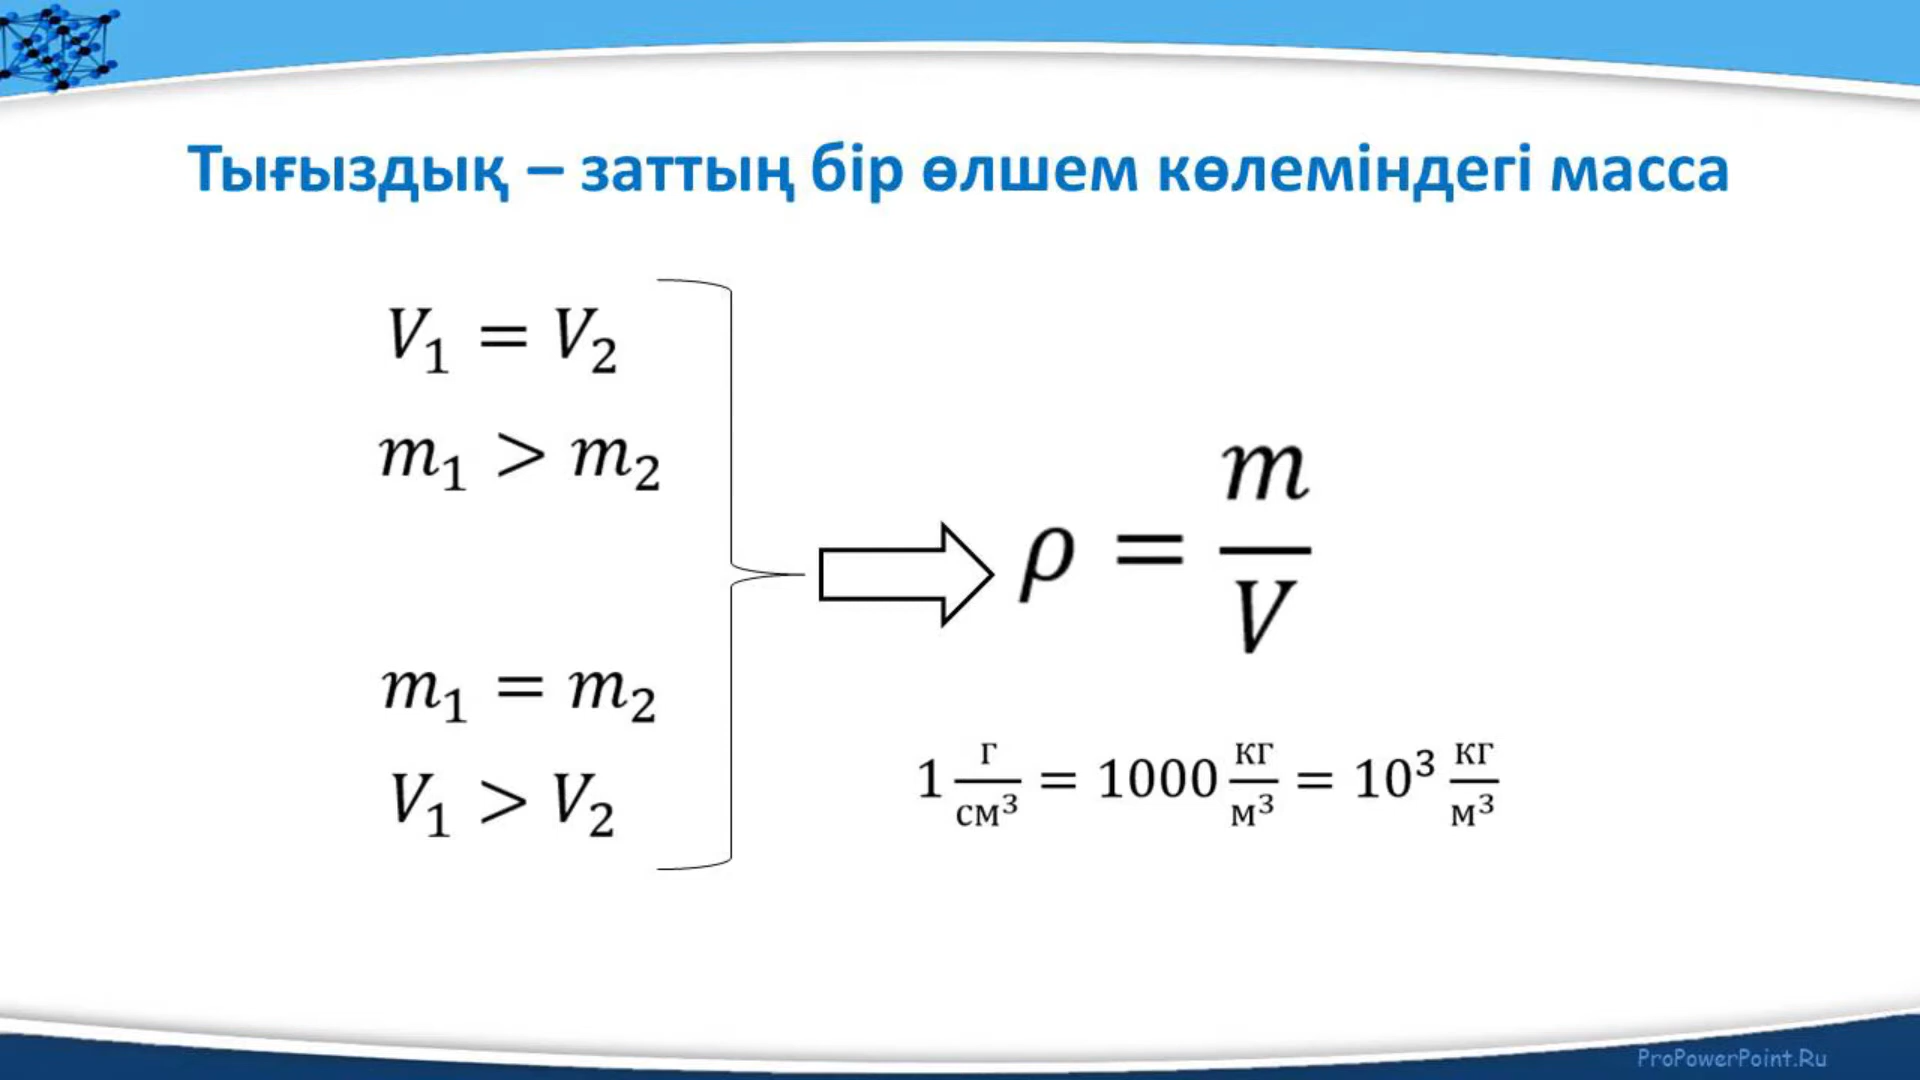 Тығыздық – заттың бір өлшем көлеміндегі масса
V₁ = V₂
m₁ > m₂
ρ = m/V
m₁ = m₂
V₁ > V₂
1 г/см³ = 1000 кг/м³ = 10³ кг/м³
ProPowerPoint.Ru